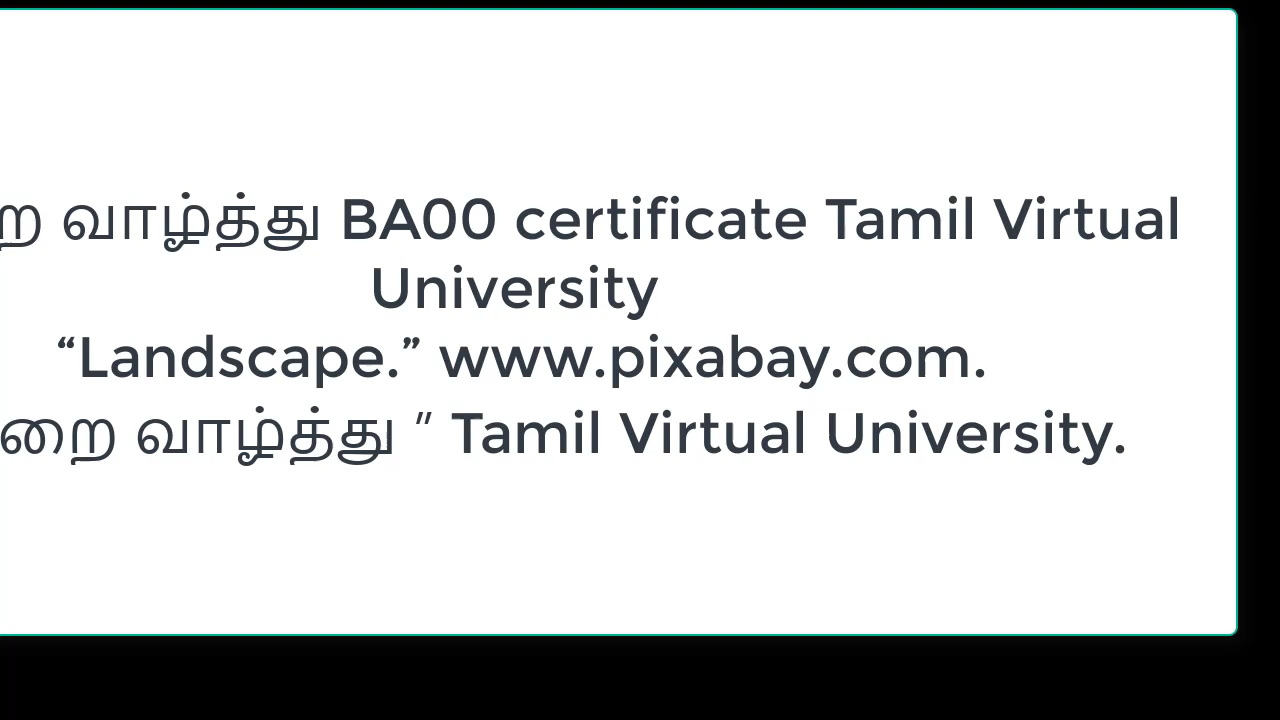 வாழ்த்து BA00 certificate Tamil Virtual
University
“Landscape.” www.pixabay.com.
வாழ்த்து ” Tamil Virtual University.